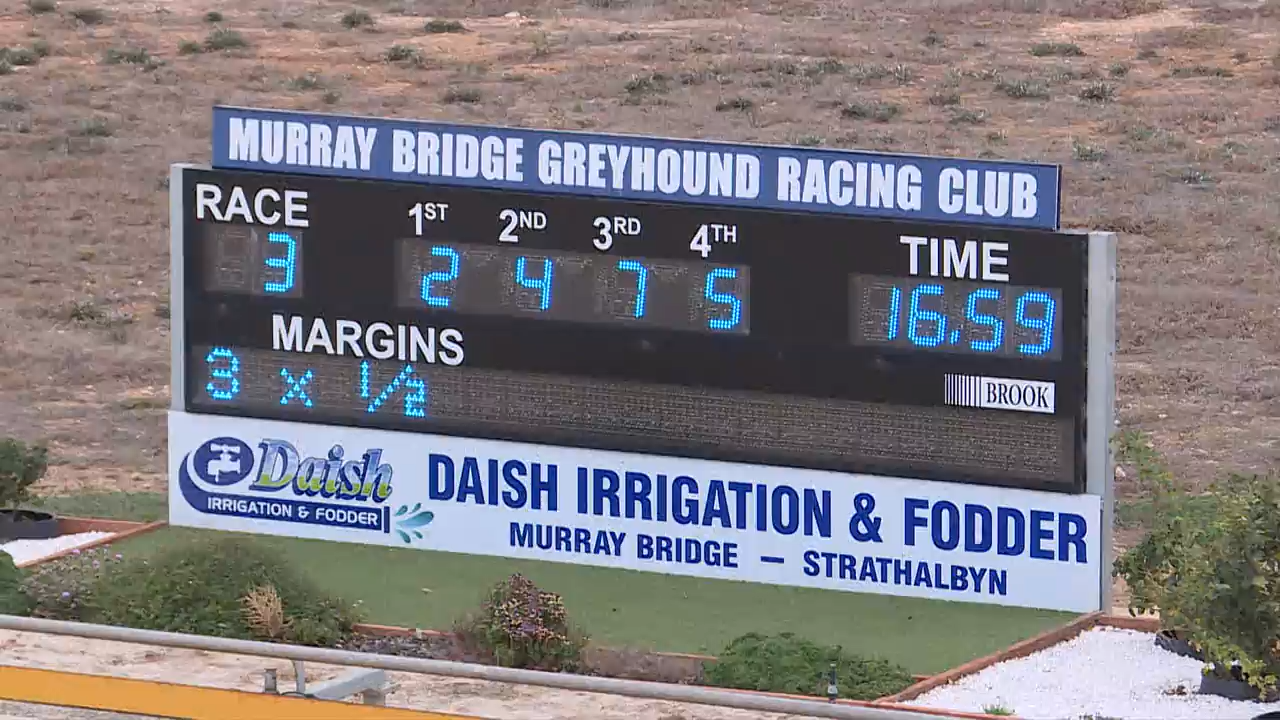 MURRAY BRIDGE GREYHOUND RACING CLUB
RACE 1ST 2ND 3RD 4TH TIME
3 2 4 7 5 16.59
MARGINS
3 x 1/2
BROOK
Daish
IRRIGATION & FODDER
DAISH IRRIGATION & FODDER
MURRAY BRIDGE – STRATHALBYN